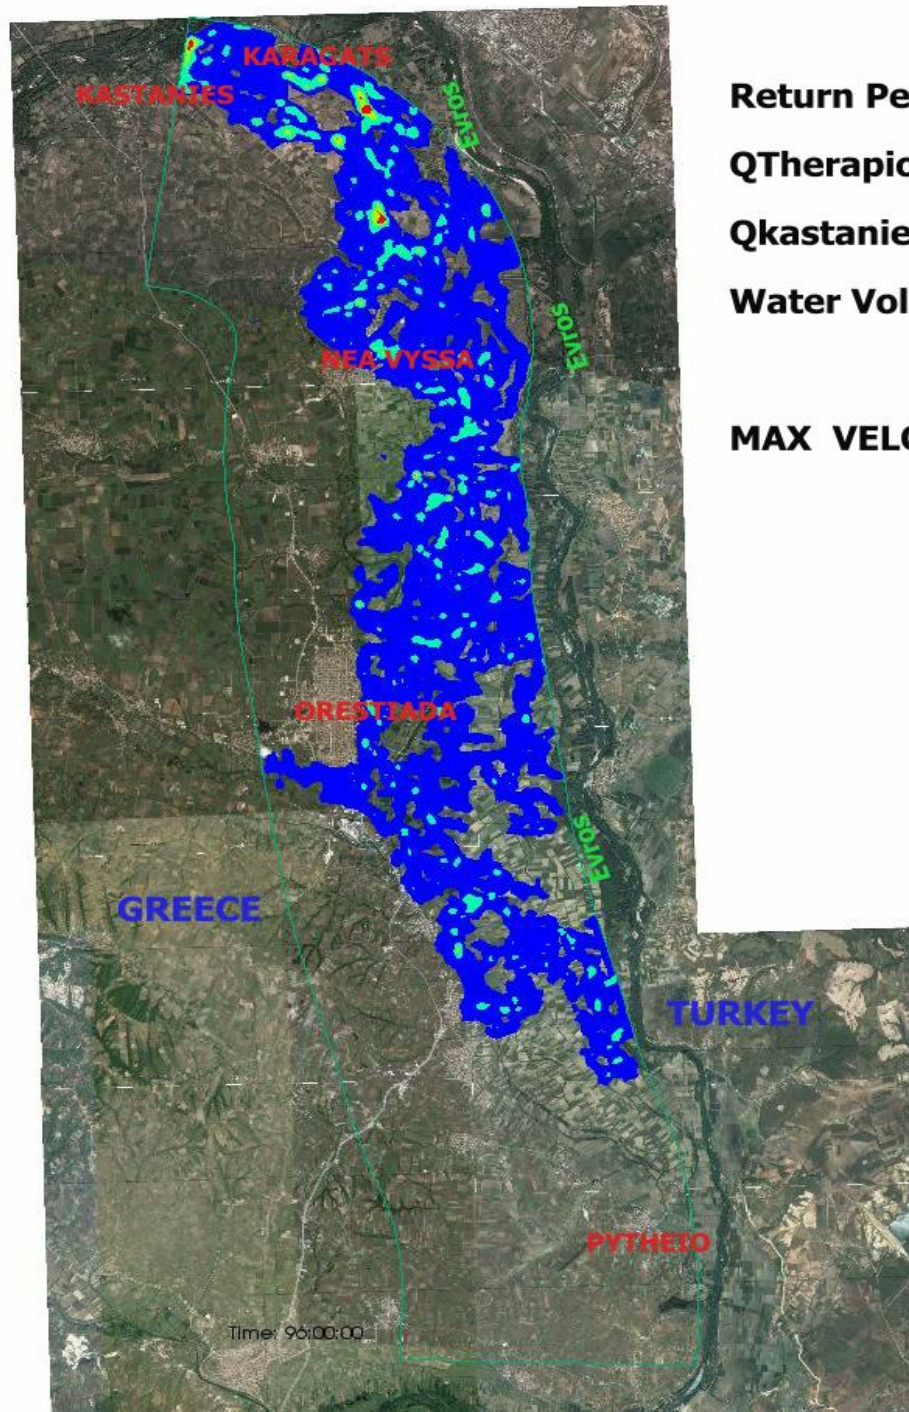 KARAGATS
KASTANIES
Evros
Return Pe
QTherapio
Qkastanie
Water Vol
Evros
NEA VYSSA
MAX VELO
ORESTIADA
Evros
GREECE
TURKEY
PYTHEIO
Time: 96:00:00